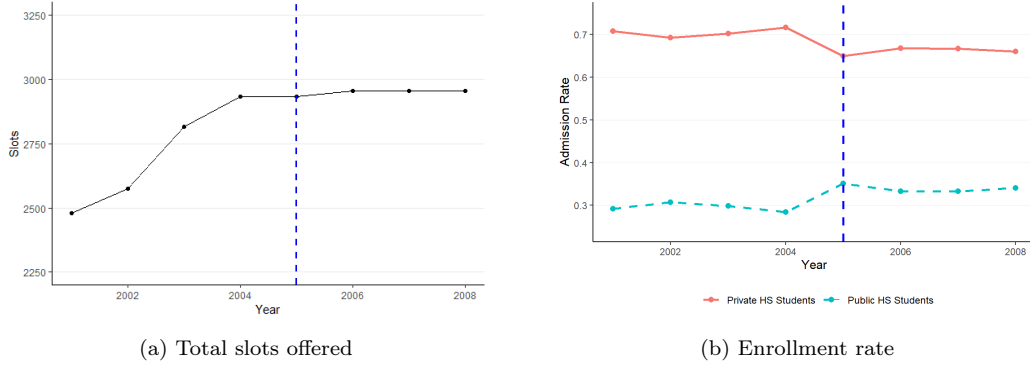 3250
3000
2750
2500
2250
Slots
2002 2004 2006 2008
Year
(a) Total slots offered
0.7
0.6
0.5
0.4
0.3
Admission Rate
2002 2004 2006 2008
Year
Private HS Students Public HS Students
(b) Enrollment rate